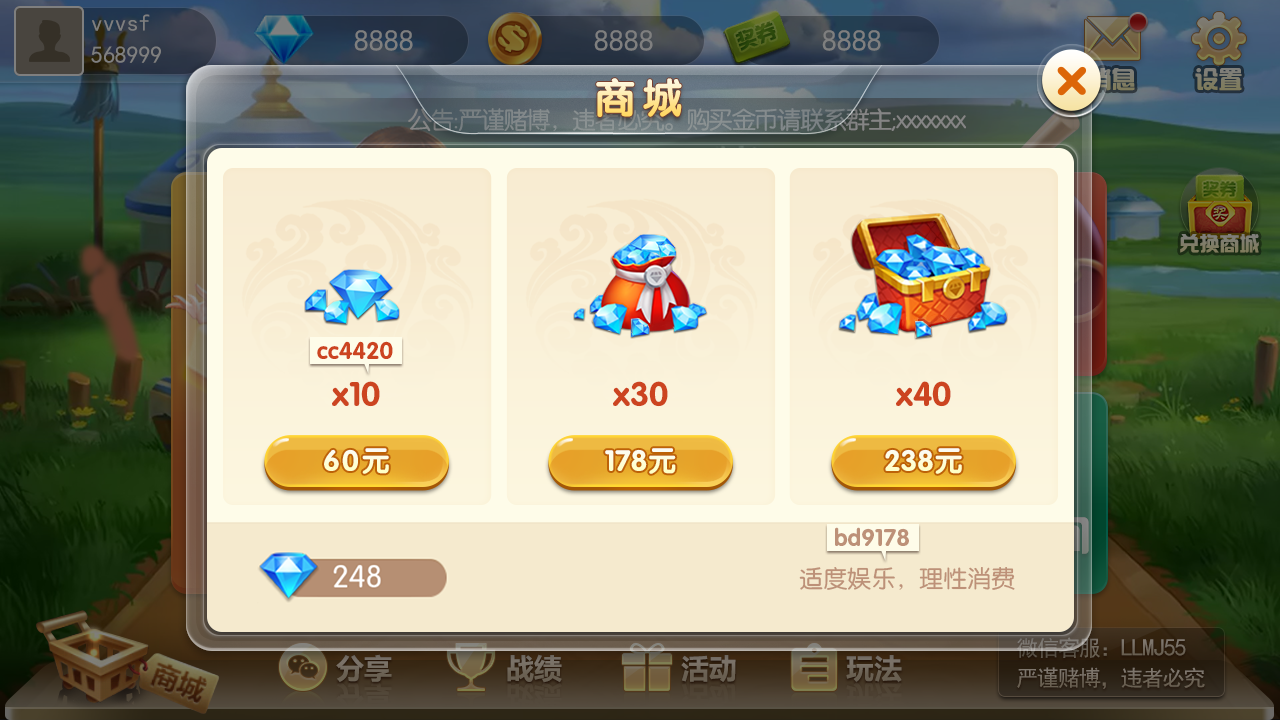 vvvsf
568999
8888
8888
奖券
8888
消息
设置
商城
公告:严谨赌博，违者必究。购买金币请联系群主;xxxxxxx
奖券
奖
兑换商城
cc4420
x10
x30
x40
60元
178元
238元
bd9178
248
适度娱乐，理性消费
商城
分享
战绩
活动
玩法
微信客服：LLMJ55
严谨赌博，违者必究